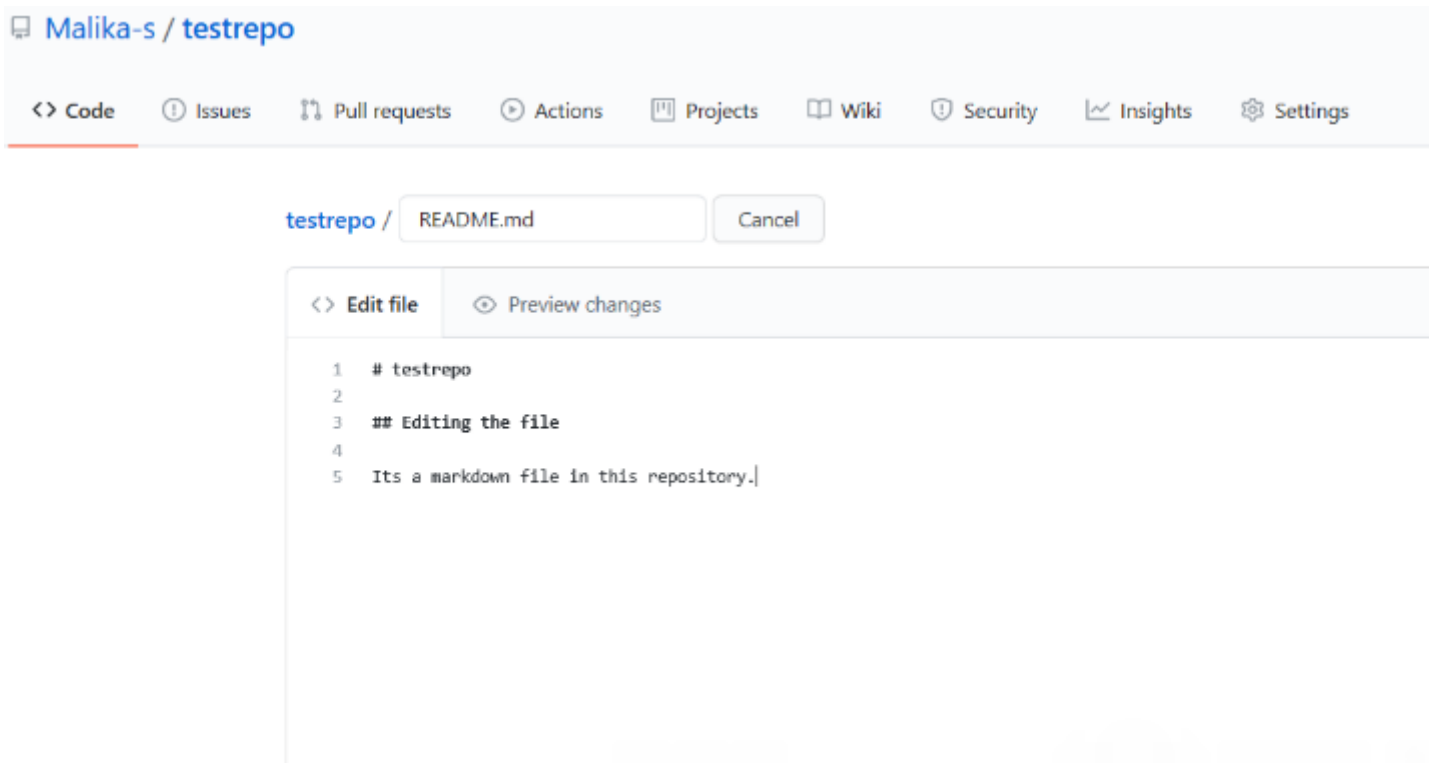 Malika-s / testrepo
<> Code Issues Pull requests Actions Projects Wiki Security Insights Settings
testrepo / README.md Cancel
<> Edit file Preview changes
1 # testrepo
2
3 ## Editing the file
4
5 Its a markdown file in this repository.